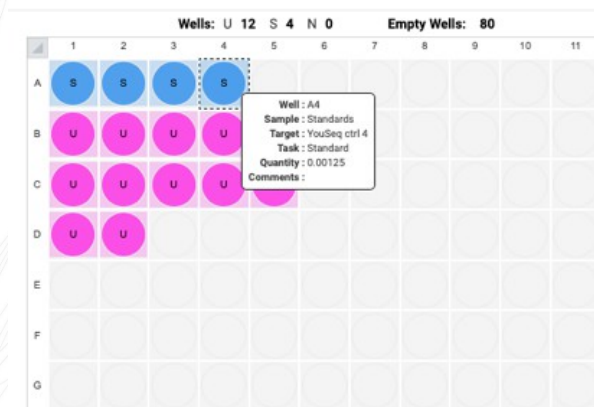 Wells: U 12 S 4 N 0 Empty Wells: 80
1 2 3 4 5 6 7 8 9 10 11
A S S S S
Well : A4
Sample : Standards
Target : YouSeq ctrl 4
Task : Standard
Quantity : 0.00125
Comments :
B U U U U
C U U U U
D U U
E
F
G